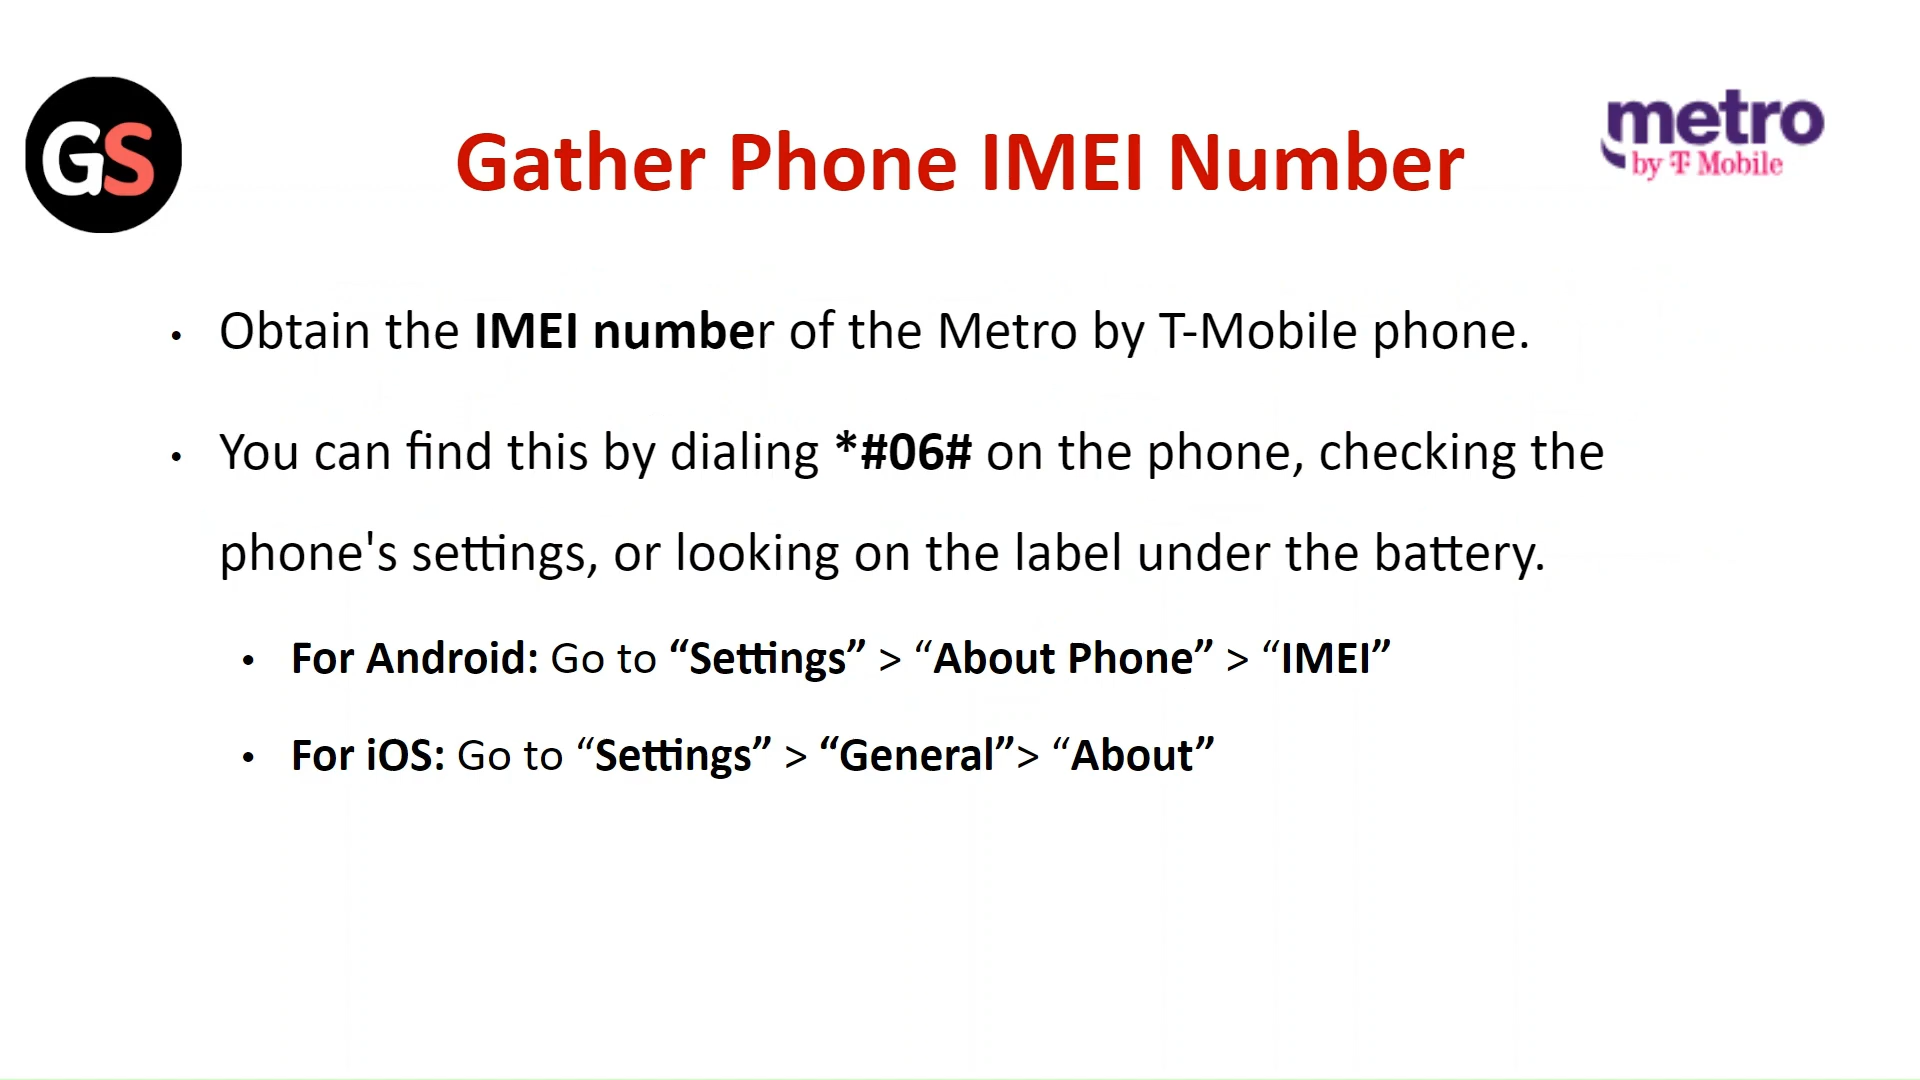 GS
Gather Phone IMEI Number
metro
by T Mobile
• Obtain the IMEI number of the Metro by T-Mobile phone.
• You can find this by dialing *#06# on the phone, checking the
phone's settings, or looking on the label under the battery.
• For Android: Go to “Settings” > “About Phone” > “IMEI”
• For iOS: Go to “Settings” > “General”> “About”